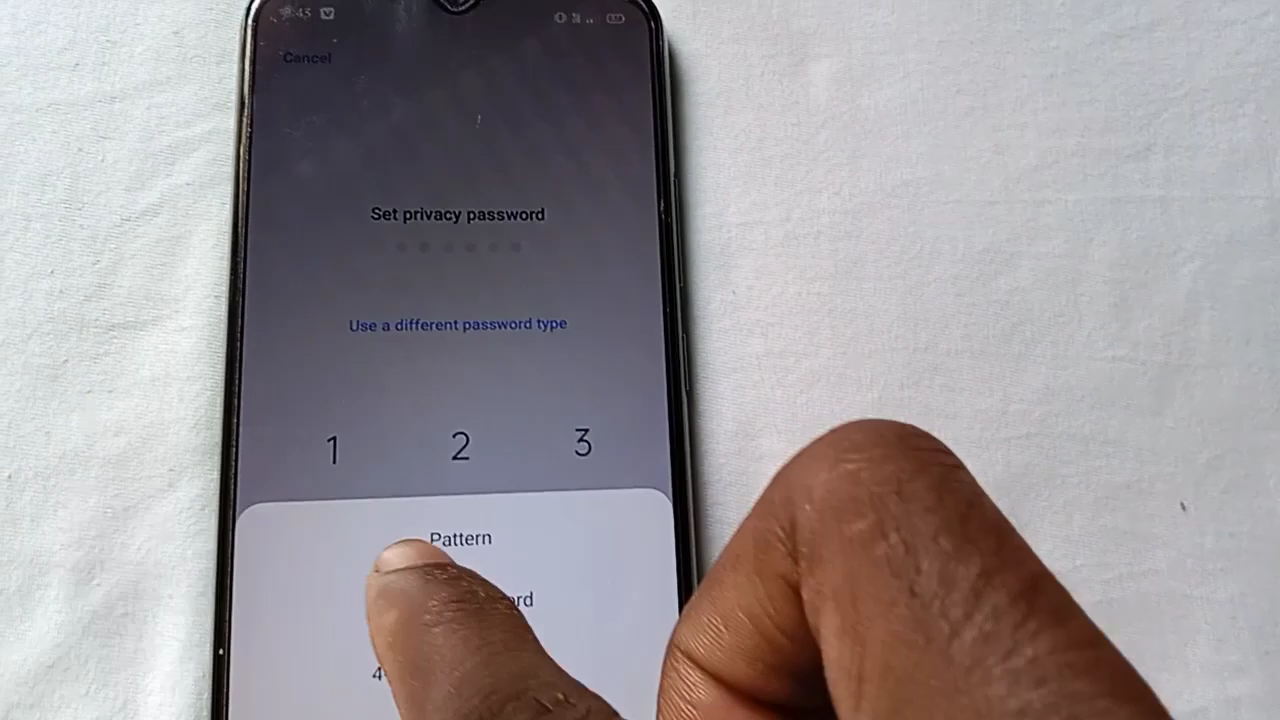 Cancel
Set privacy password
Use a different password type
1 2 3
Pattern
4